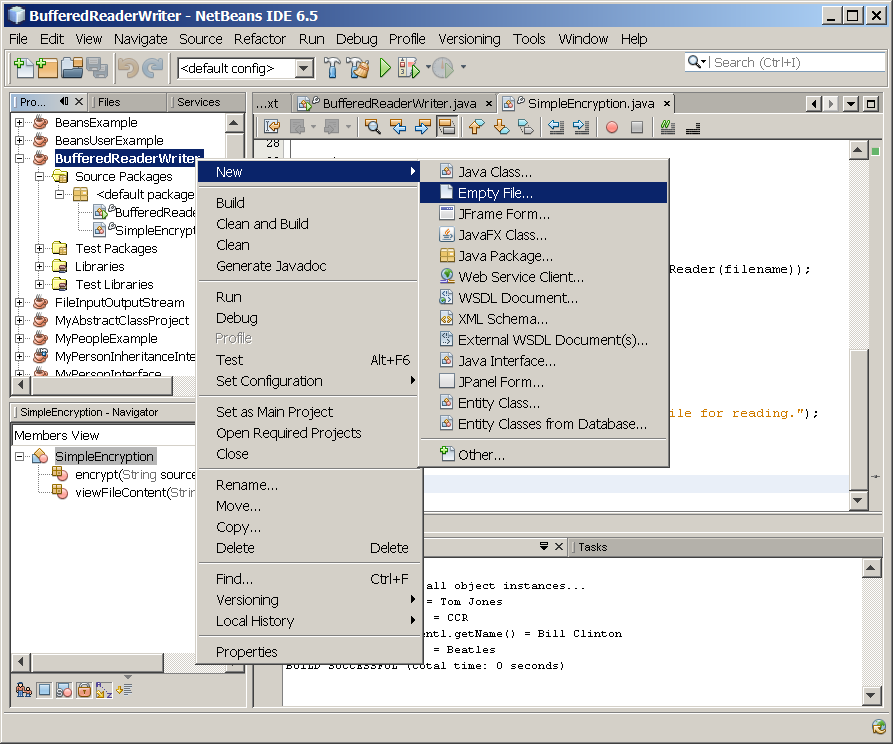 BufferedReaderWriter - NetBeans IDE 6.5
File Edit View Navigate Source Refactor Run Debug Profile Versioning Tools Window Help
<default config>
Search (Ctrl+I)
Pro... Files Services
...xt BufferedReaderWriter.java SimpleEncryption.java
28
BeansExample
BeansUserExample
BufferedReaderWriter
Source Packages
<default package
BufferedReade
SimpleEncrypt
Test Packages
Libraries
Test Libraries
FileInputOutputStream
MyAbstractClassProject
MyPeopleExample
MyPersonInheritanceInte
MyPersonInterface
SimpleEncryption - Navigator
Members View
SimpleEncryption
encrypt(String source
viewFileContent(Strin
New
Build
Clean and Build
Clean
Generate Javadoc
Run
Debug
Profile
Test Alt+F6
Set Configuration
Set as Main Project
Open Required Projects
Close
Rename...
Move...
Copy...
Delete Delete
Find... Ctrl+F
Versioning
Local History
Properties
Java Class...
Empty File...
JFrame Form...
JavaFX Class...
Java Package...
Web Service Client...
WSDL Document...
XML Schema...
External WSDL Document(s)...
Java Interface...
JPanel Form...
Entity Class...
Entity Classes from Database...
Other...
Reader(filename));
ile for reading.");
Tasks
all object instances...
= Tom Jones
= CCR
entl.getName() = Bill Clinton
= Beatles
BUILD SUCCESSFUL (total time: 0 seconds)